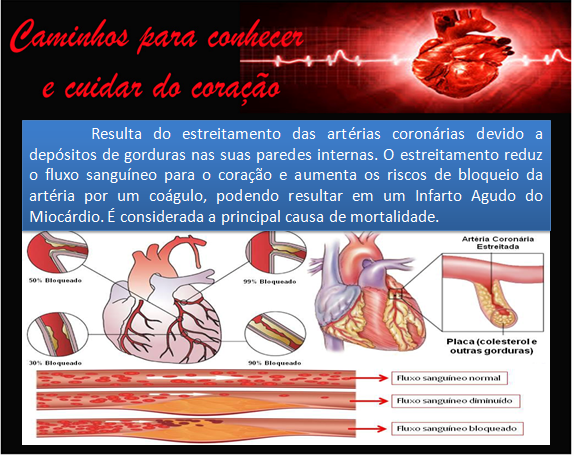 Caminhos para conhecer
e cuidar do coração
Resulta do estreitamento das artérias coronárias devido a
depósitos de gorduras nas suas paredes internas. O estreitamento reduz
o fluxo sanguíneo para o coração e aumenta os riscos de bloqueio da
artéria por um coágulo, podendo resultar em um Infarto Agudo do
Miocárdio. É considerada a principal causa de mortalidade.
50% Bloqueado
99% Bloqueado
30% Bloqueado
90% Bloqueado
Artéria Coronária
Estreitada
Placa (colesterol e
outras gorduras)
Fluxo sanguíneo normal
Fluxo sanguíneo diminuído
Fluxo sanguíneo bloqueado